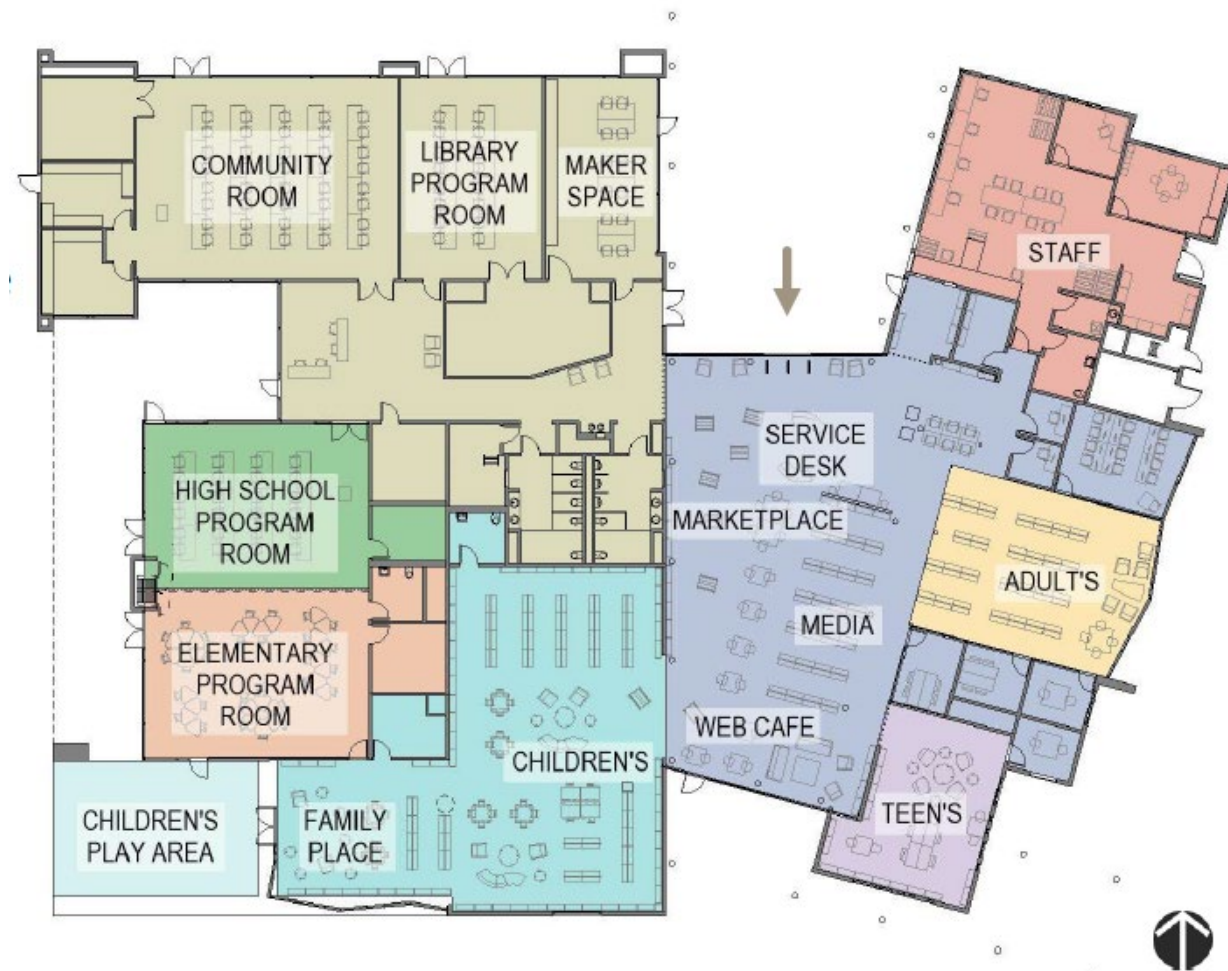 COMMUNITY
ROOM
LIBRARY
PROGRAM
ROOM
MAKER
SPACE
STAFF
SERVICE
DESK
HIGH SCHOOL
PROGRAM
ROOM
MARKETPLACE
ADULT'S
MEDIA
ELEMENTARY
PROGRAM
ROOM
WEB CAFE
CHILDREN'S
TEEN'S
CHILDREN'S
PLAY AREA
FAMILY
PLACE